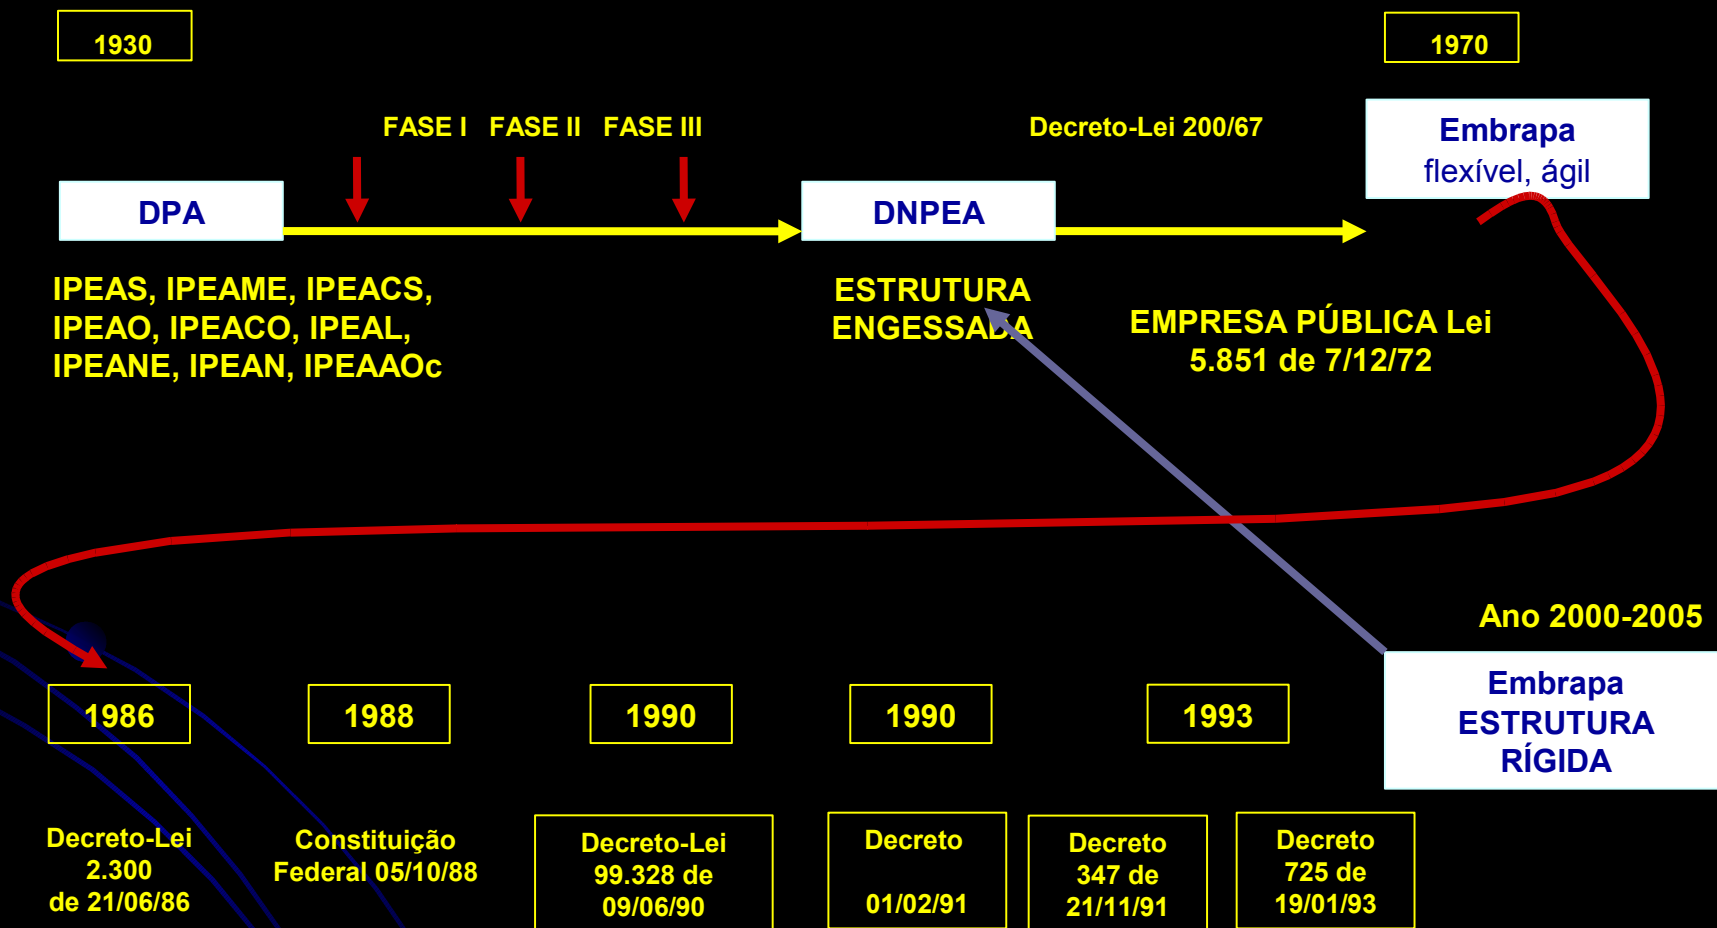 1930
1970
FASE I FASE II FASE III
Decreto-Lei 200/67
Embrapa
flexível, ágil
DPA
DNPEA
IPEAS, IPEAME, IPEACS,
IPEAO, IPEACO, IPEAL,
IPEANE, IPEAN, IPEAAOc
ESTRUTURA
ENGESSADA
EMPRESA PÚBLICA Lei
5.851 de 7/12/72
Ano 2000-2005
Embrapa
ESTRUTURA
RÍGIDA
1986
1988
1990
1990
1993
Decreto-Lei
2.300
de 21/06/86
Constituição
Federal 05/10/88
Decreto-Lei
99.328 de
09/06/90
Decreto
01/02/91
Decreto
347 de
21/11/91
Decreto
725 de
19/01/93